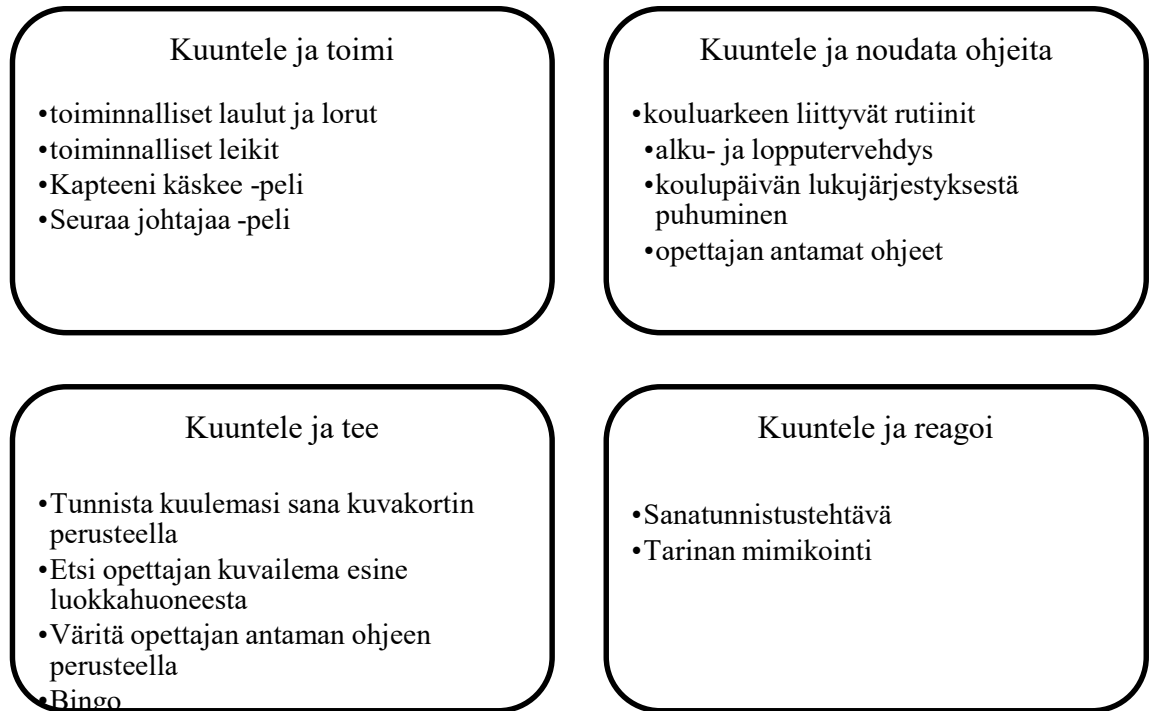 Kuuntele ja toimi
•toiminnalliset laulut ja lorut
•toiminnalliset leikit
•Kapteeni käskee -peli
•Seuraa johtajaa -peli
Kuuntele ja noudata ohjeita
•kouluarkeen liittyvät rutiinit
•alku- ja lopputervehdys
•koulupäivän lukujärjestyksestä
puhuminen
•opettajan antamat ohjeet
Kuuntele ja tee
•Tunnista kuulemasi sana kuvakortin
perusteella
•Etsi opettajan kuvailema esine
luokkahuoneesta
•Väritä opettajan antaman ohjeen
perusteella
•Bingo
Kuuntele ja reagoi
•Sanatunnistustehtävä
•Tarinan mimikointi